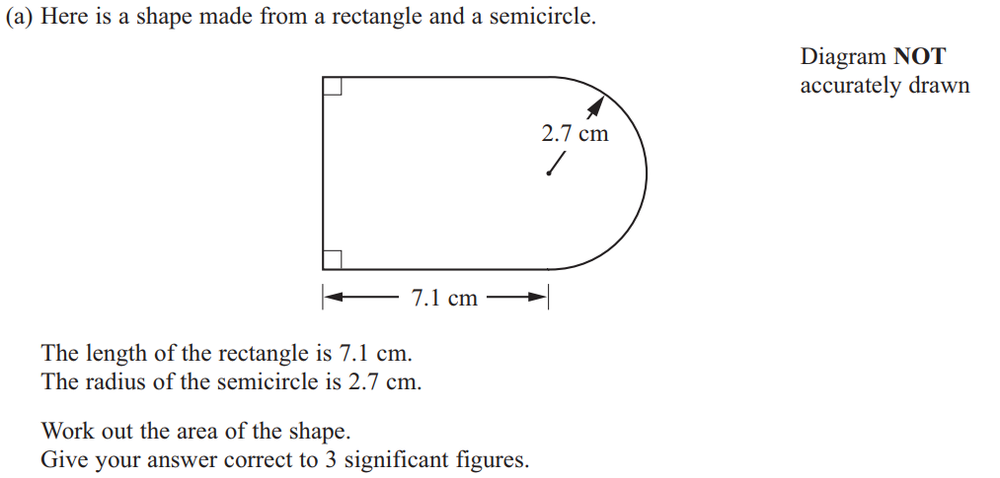 (a) Here is a shape made from a rectangle and a semicircle.
Diagram NOT
accurately drawn
2.7 cm
7.1 cm
The length of the rectangle is 7.1 cm.
The radius of the semicircle is 2.7 cm.
Work out the area of the shape.
Give your answer correct to 3 significant figures.